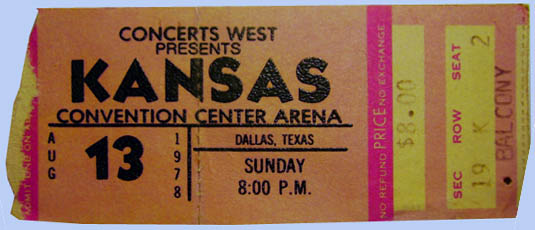 CONCERTS WEST
PRESENTS
KANSAS
CONVENTION CENTER ARENA
AUG
13
1978
DALLAS, TEXAS
SUNDAY
8:00 P.M.
NO REFUND PRICE NO EXCHANGE
$8.00
SEC ROW SEAT
19 K 2
BALCONY